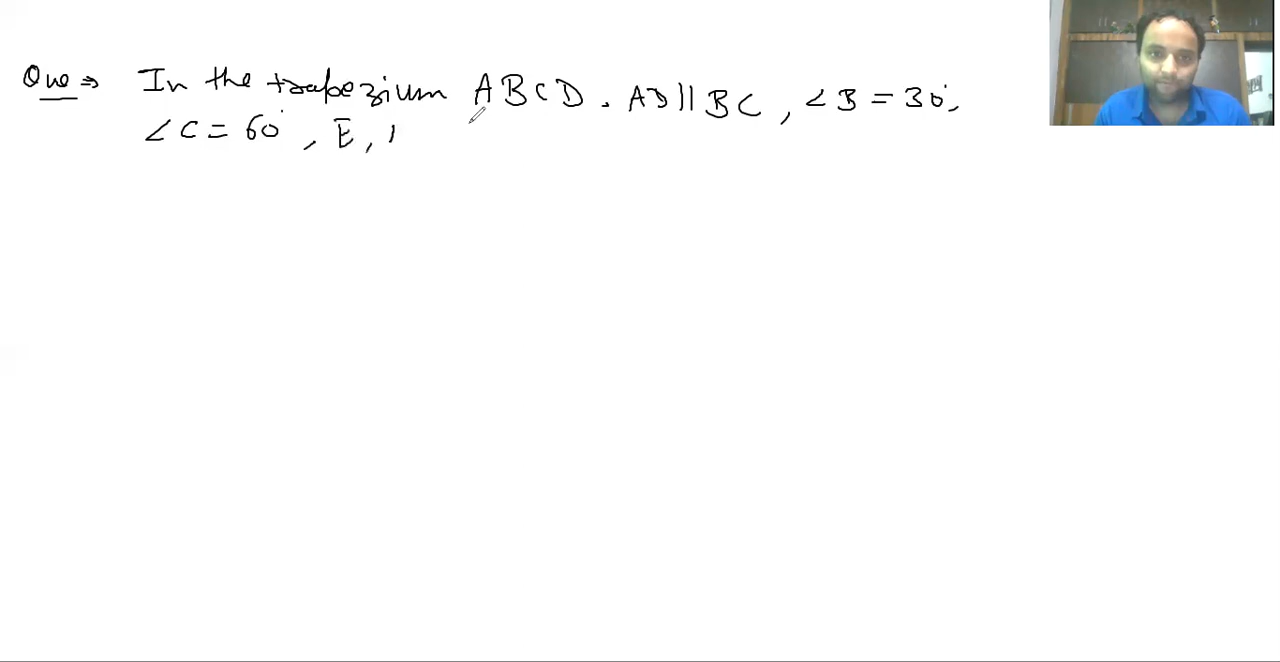 Que ⇒ In the trapezium ABCD. AD || BC, ∠B = 30°,
∠C = 60°, E,